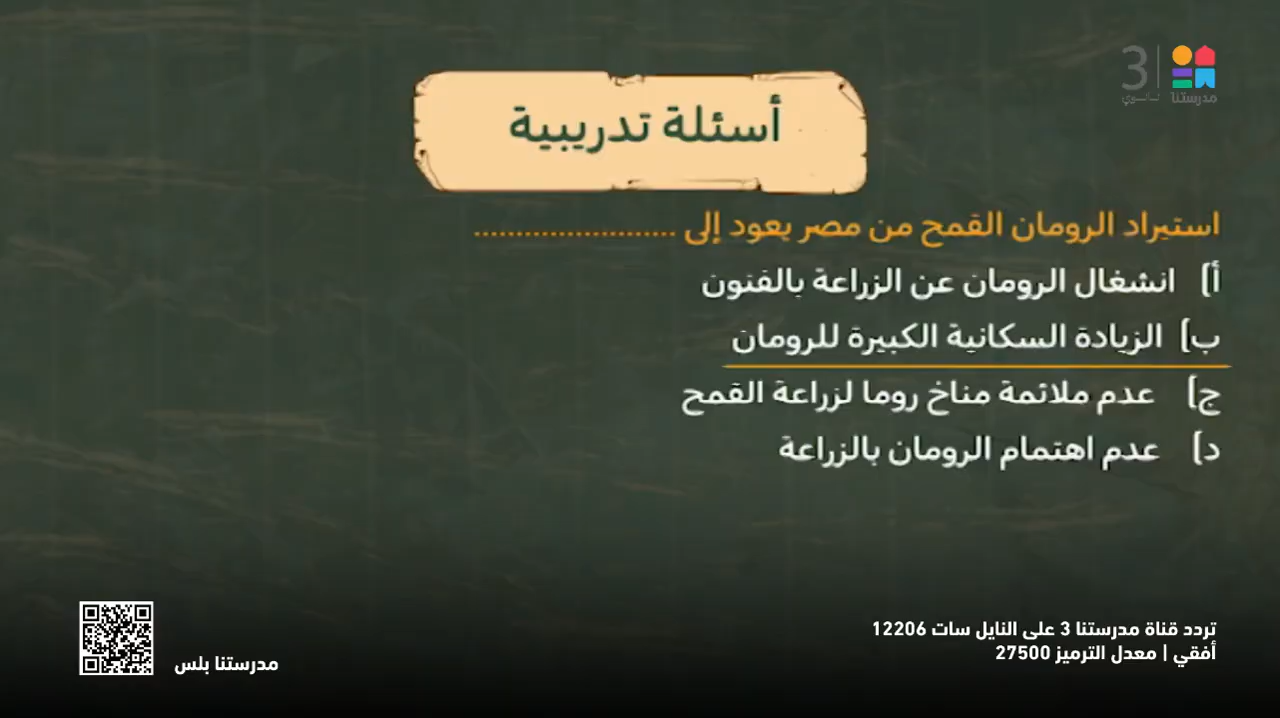 3
ثانوي
مدرستنا
أسئلة تدريبية
استيراد الرومان القمح من مصر يعود إلى ......................
أ) انشغال الرومان عن الزراعة بالفنون
ب) الزيادة السكانية الكبيرة للرومان
ج) عدم ملائمة مناخ روما لزراعة القمح
د) عدم اهتمام الرومان بالزراعة
تردد قناة مدرستنا 3 على النايل سات 12206
أفقي | معدل الترميز 27500
مدرستنا بلس